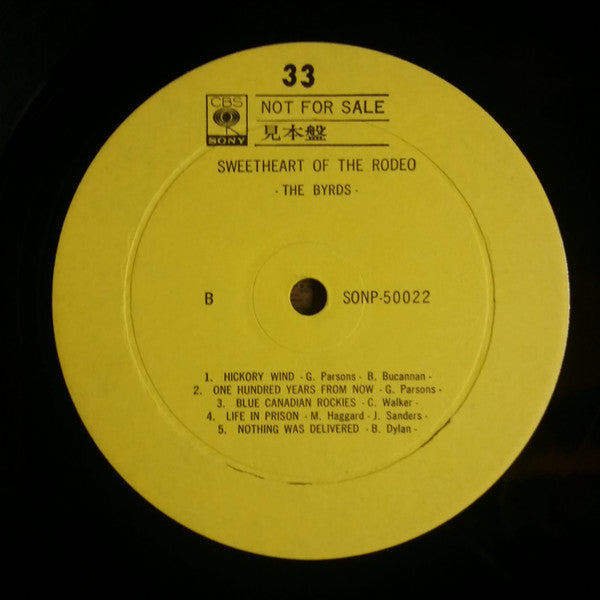 33
CBS
SONY
NOT FOR SALE
見本盤
SWEETHEART OF THE RODEO
· THE BYRDS ·
B
SONP-50022
1. HICKORY WIND · G. Parsons · B. Bucannan ·
2. ONE HUNDRED YEARS FROM NOW · G. Parsons ·
3. BLUE CANADIAN ROCKIES · C. Walker ·
4. LIFE IN PRISON · M. Haggard · J. Sanders ·
5. NOTHING WAS DELIVERED · B. Dylan ·